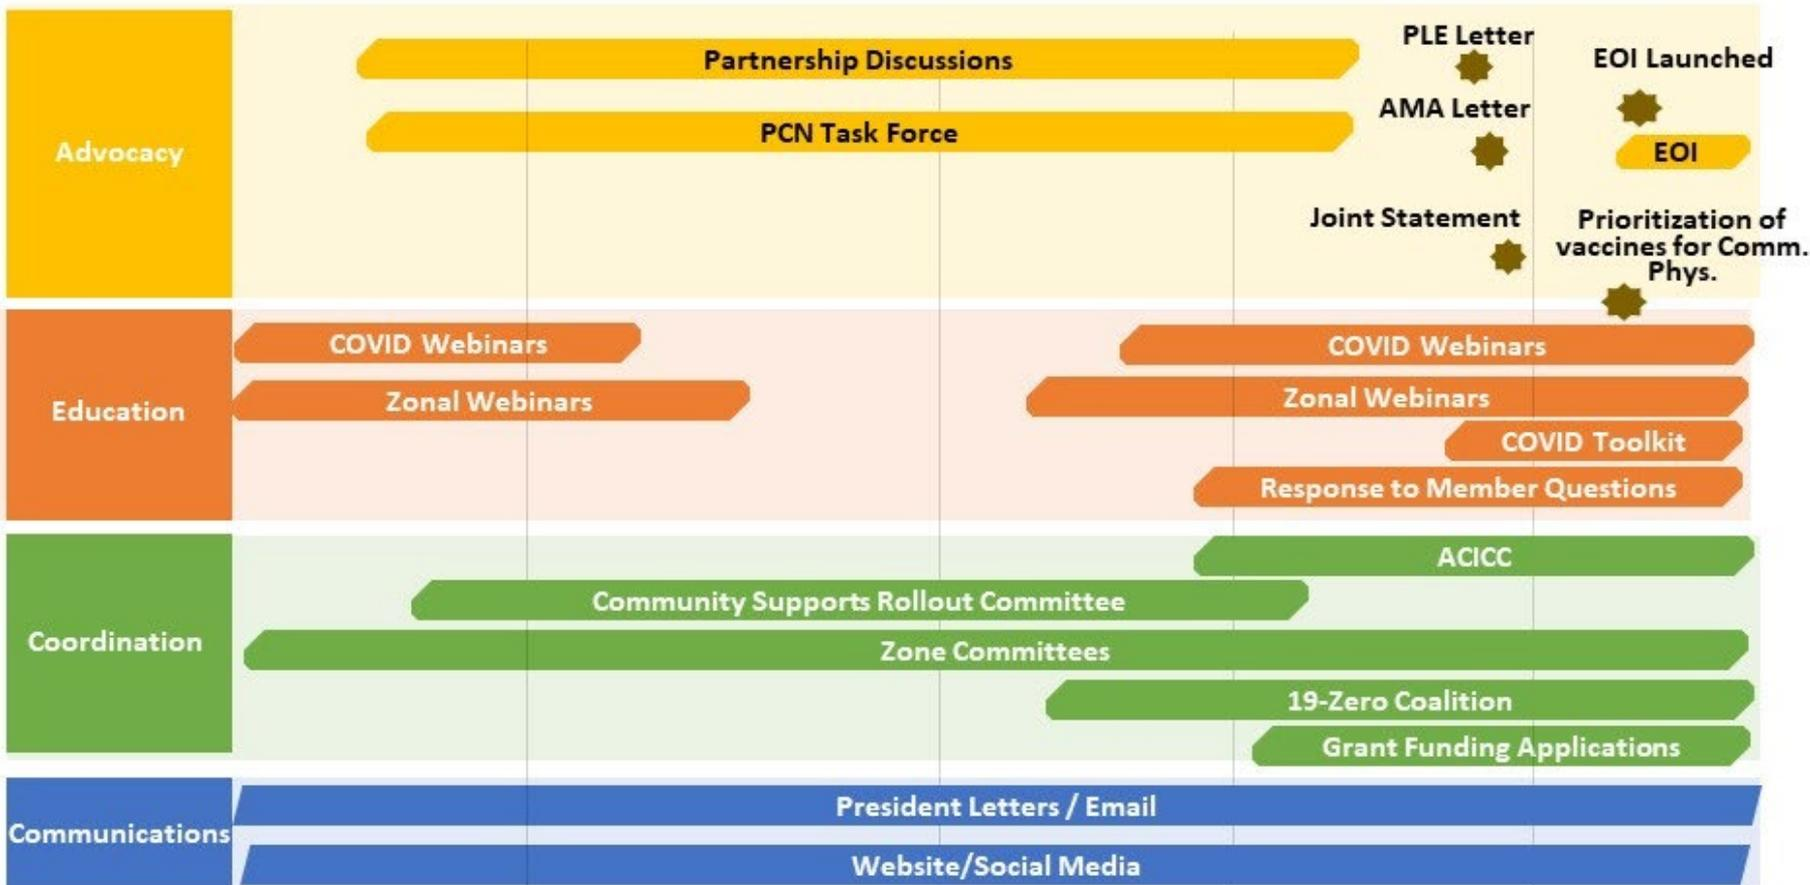 Advocacy
Partnership Discussions
PCN Task Force
PLE Letter
AMA Letter
Joint Statement
EOI Launched
EOI
Prioritization of
vaccines for Comm.
Phys.
Education
COVID Webinars
COVID Webinars
Zonal Webinars
Zonal Webinars
COVID Toolkit
Response to Member Questions
Coordination
ACICC
Community Supports Rollout Committee
Zone Committees
19-Zero Coalition
Grant Funding Applications
Communications
President Letters / Email
Website/Social Media